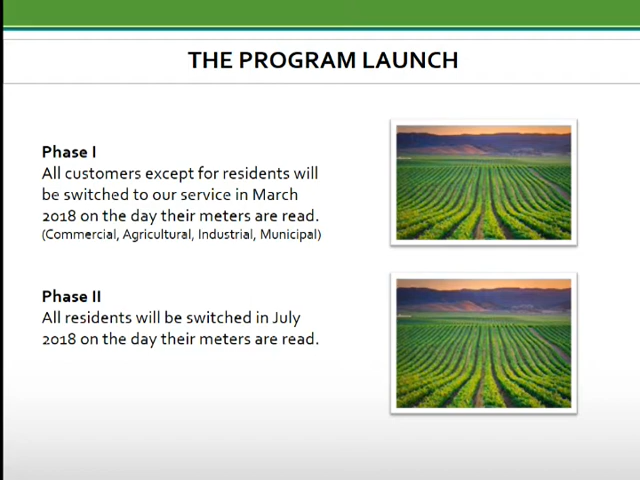 THE PROGRAM LAUNCH
Phase I
All customers except for residents will
be switched to our service in March
2018 on the day their meters are read.
(Commercial, Agricultural, Industrial, Municipal)
Phase II
All residents will be switched in July
2018 on the day their meters are read.